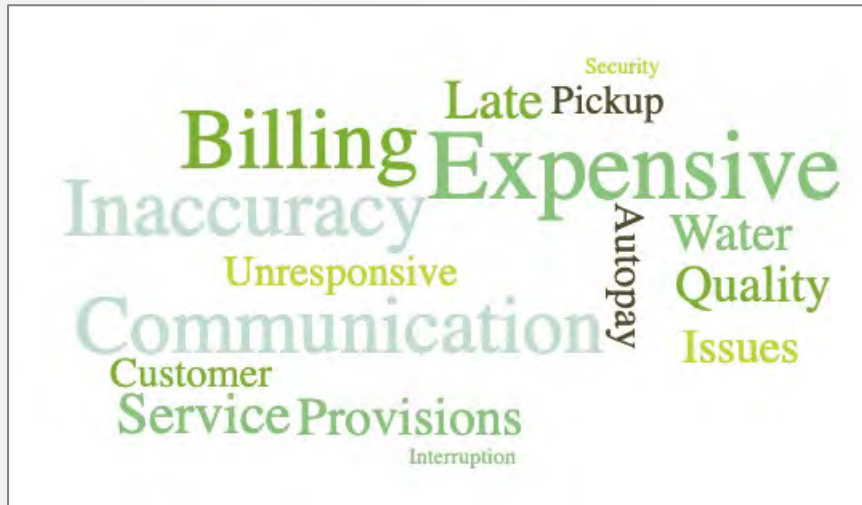 Security
Late Pickup
Billing
Expensive
Inaccuracy
Autopay
Water
Unresponsive
Quality
Communication
Issues
Customer
Service Provisions
Interruption